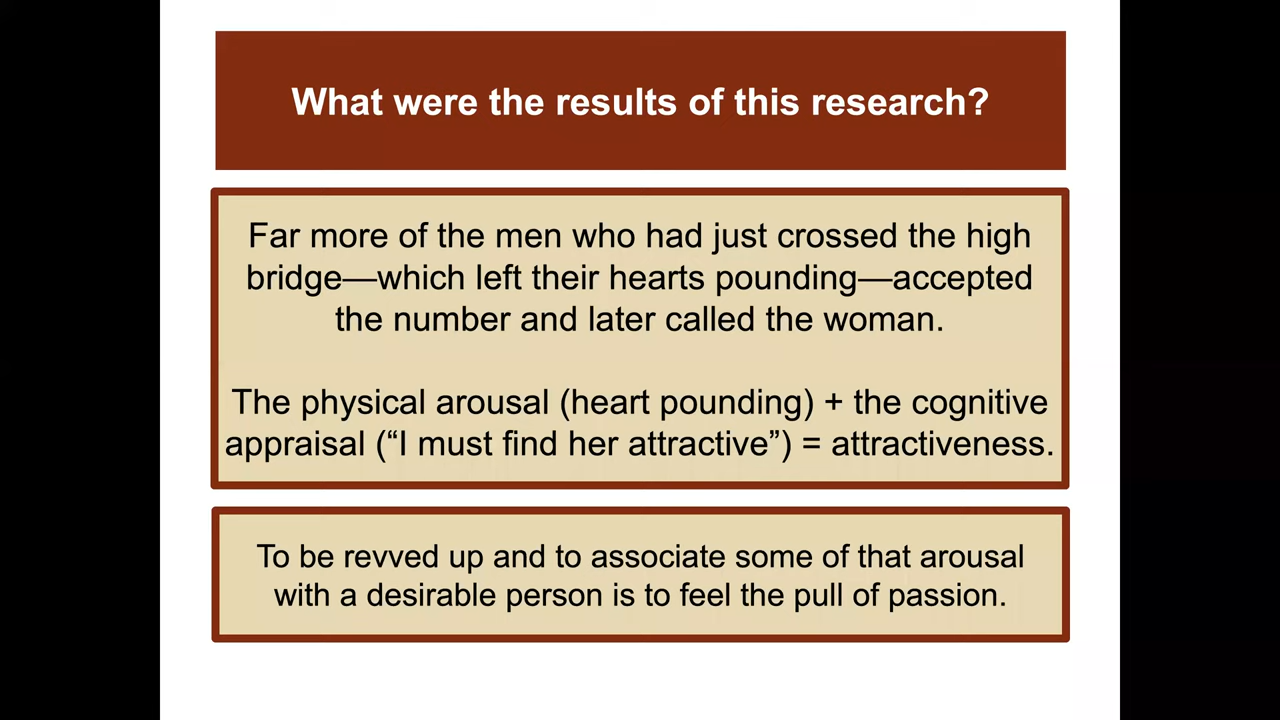 What were the results of this research?
Far more of the men who had just crossed the high
bridge—which left their hearts pounding—accepted
the number and later called the woman.
The physical arousal (heart pounding) + the cognitive
appraisal (“I must find her attractive”) = attractiveness.
To be revved up and to associate some of that arousal
with a desirable person is to feel the pull of passion.